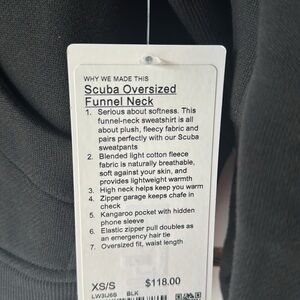 WHY WE MADE THIS
Scuba Oversized
Funnel Neck
1. Serious about softness. This
funnel-neck sweatshirt is all
about plush, fleecy fabric and
pairs perfectly with our Scuba
sweatpants
2. Blended light cotton fleece
fabric is naturally breathable,
soft against your skin, and
provides lightweight warmth
3. High neck helps keep you warm
4. Zipper garage keeps chafe in
check
5. Kangaroo pocket with hidden
phone sleeve
6. Elastic zipper pull doubles as
an emergency hair tie
7. Oversized fit, waist length
XS/S $118.00
BLK